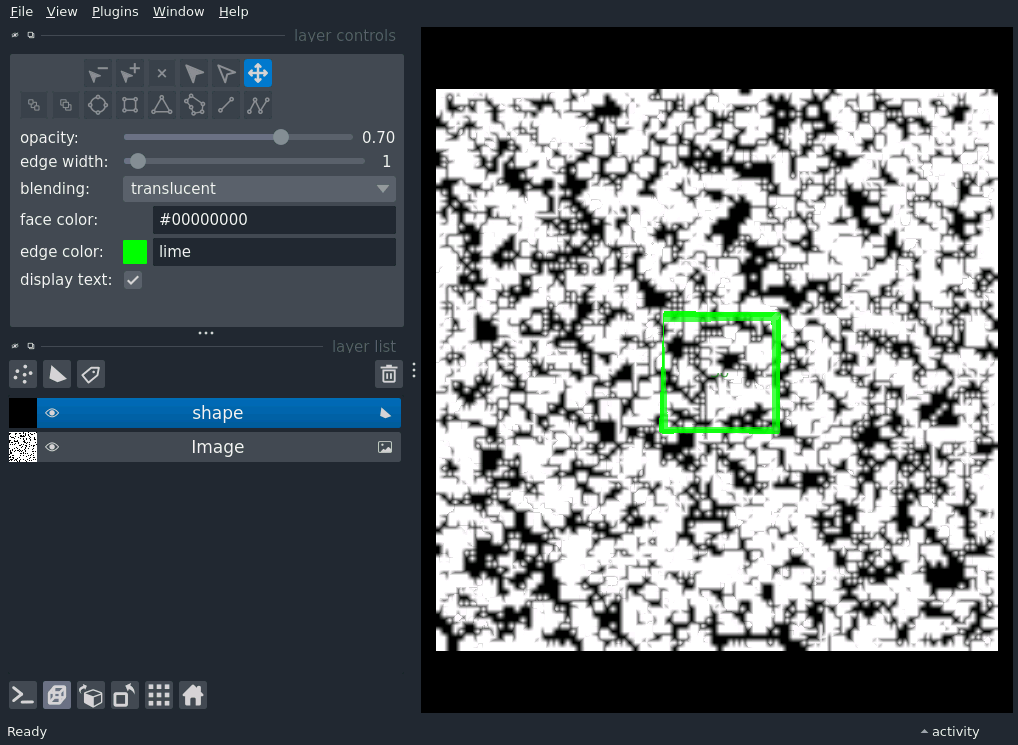 File View Plugins Window Help
layer controls
opacity: 0.70
edge width: 1
blending: translucent
face color: #00000000
edge color: lime
display text:
layer list
shape
Image
Ready activity